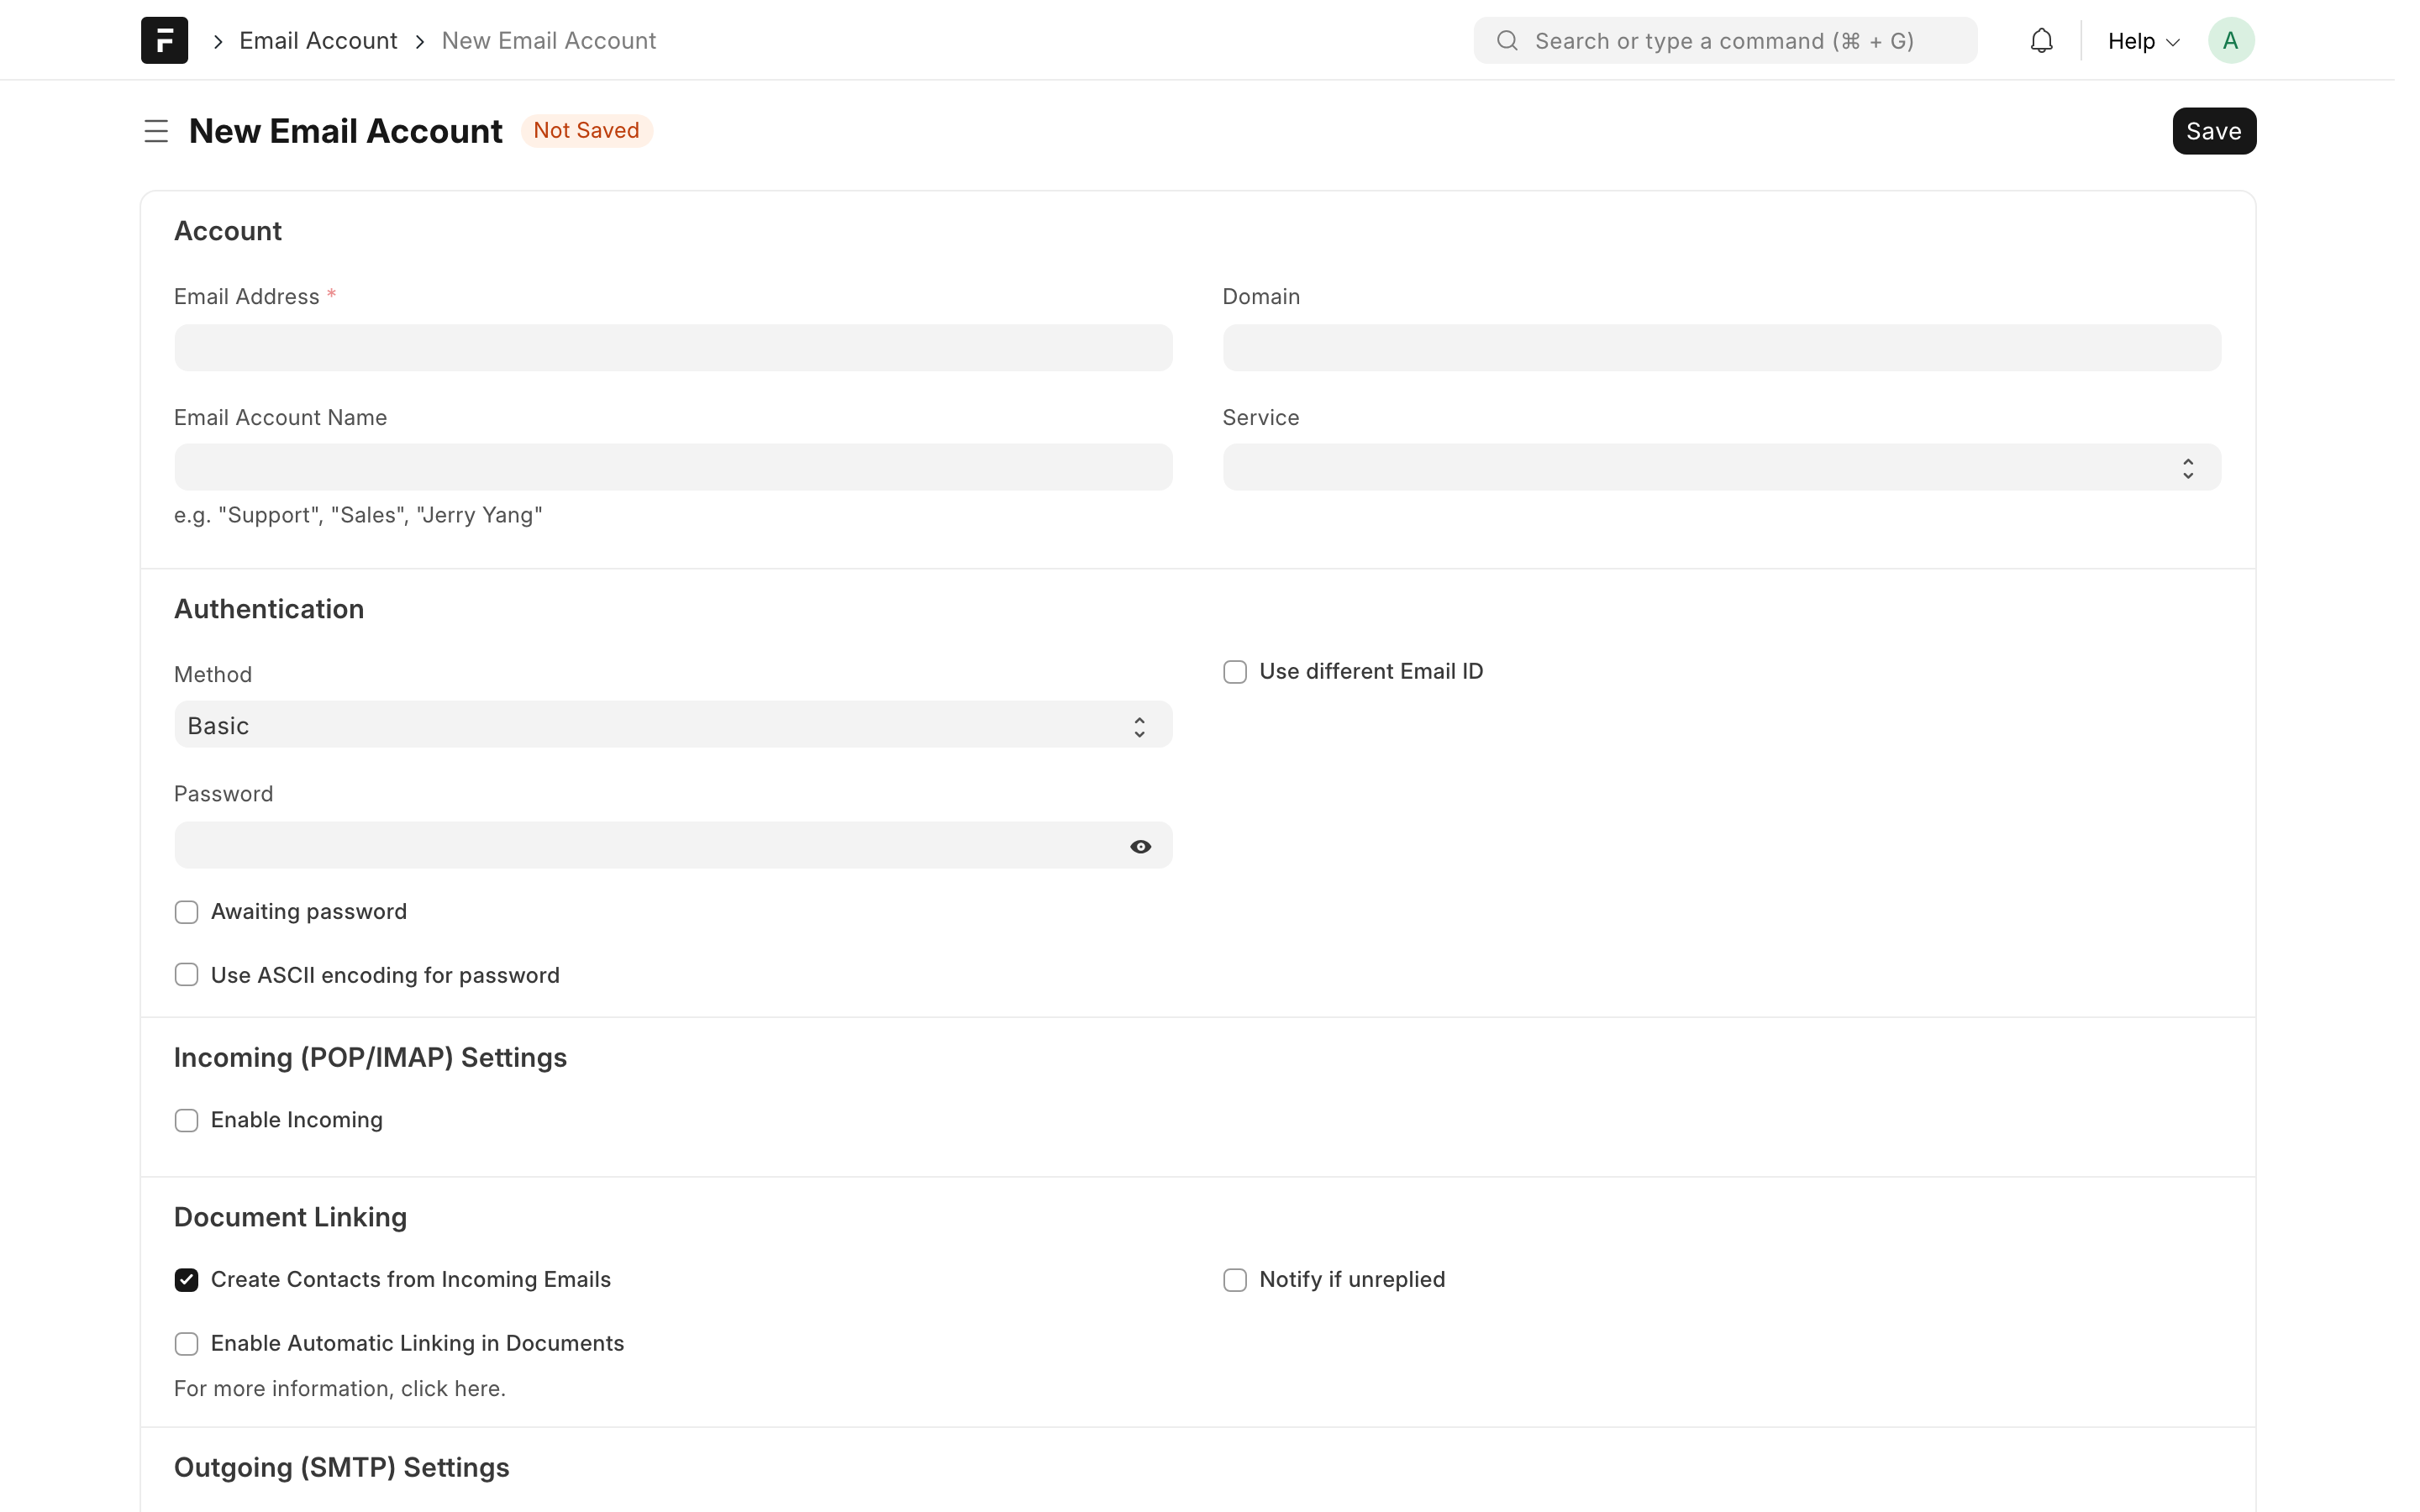 Email Account
New Email Account
Search or type a command (⌘ + G)
Help
A
New Email Account
Not Saved
Save
Account
Email Address *
Domain
Email Account Name
Service
e.g. "Support", "Sales", "Jerry Yang"
Authentication
Method
Use different Email ID
Basic
Password
Awaiting password
Use ASCII encoding for password
Incoming (POP/IMAP) Settings
Enable Incoming
Document Linking
Create Contacts from Incoming Emails
Notify if unreplied
Enable Automatic Linking in Documents
For more information, click here.
Outgoing (SMTP) Settings